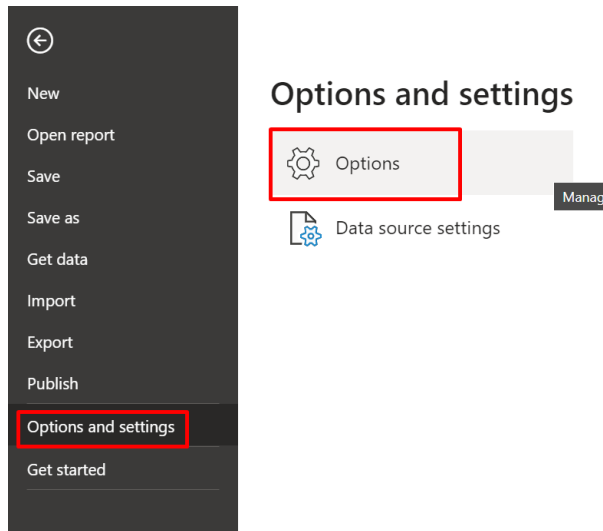 New
Open report
Save
Save as
Get data
Import
Export
Publish
Options and settings
Get started
Options and settings
Options
Data source settings